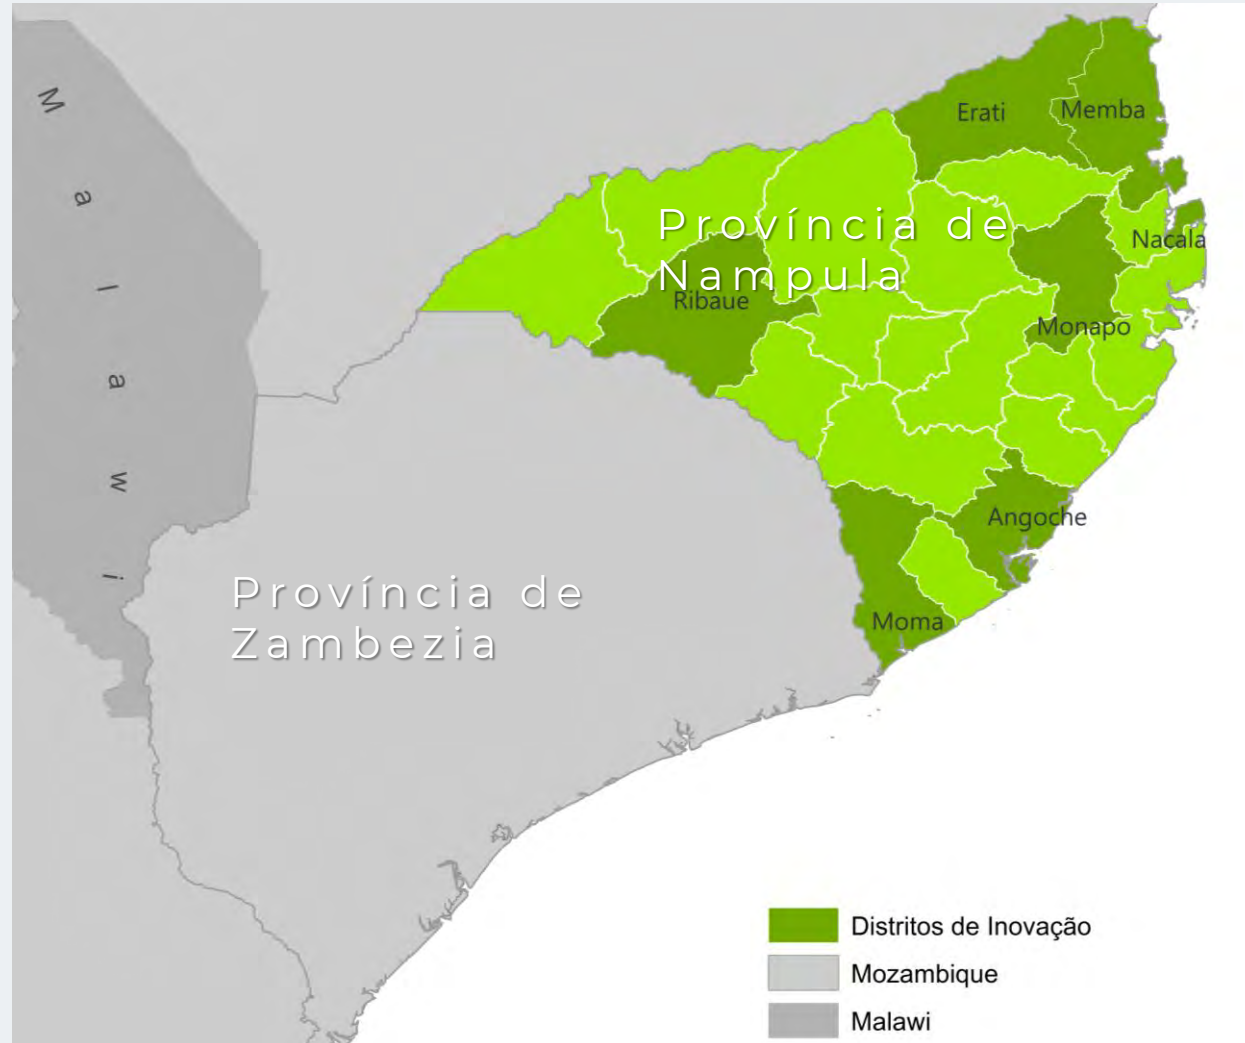 Malawi
Erati
Memba
Província de
Nampula
Nacala
Ribaue
Monapo
Angoche
Província de
Zambezia
Moma
Distritos de Inovação
Mozambique
Malawi